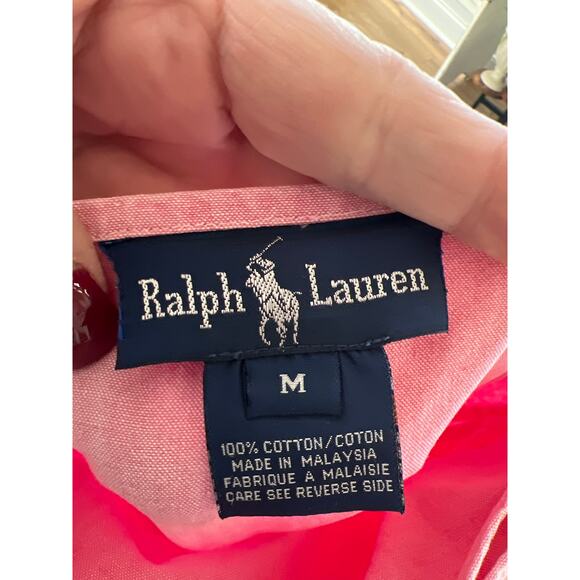 Ralph Lauren
M
100% COTTON/COTON
MADE IN MALAYSIA
FABRIQUE A MALAISIE
CARE SEE REVERSE SIDE